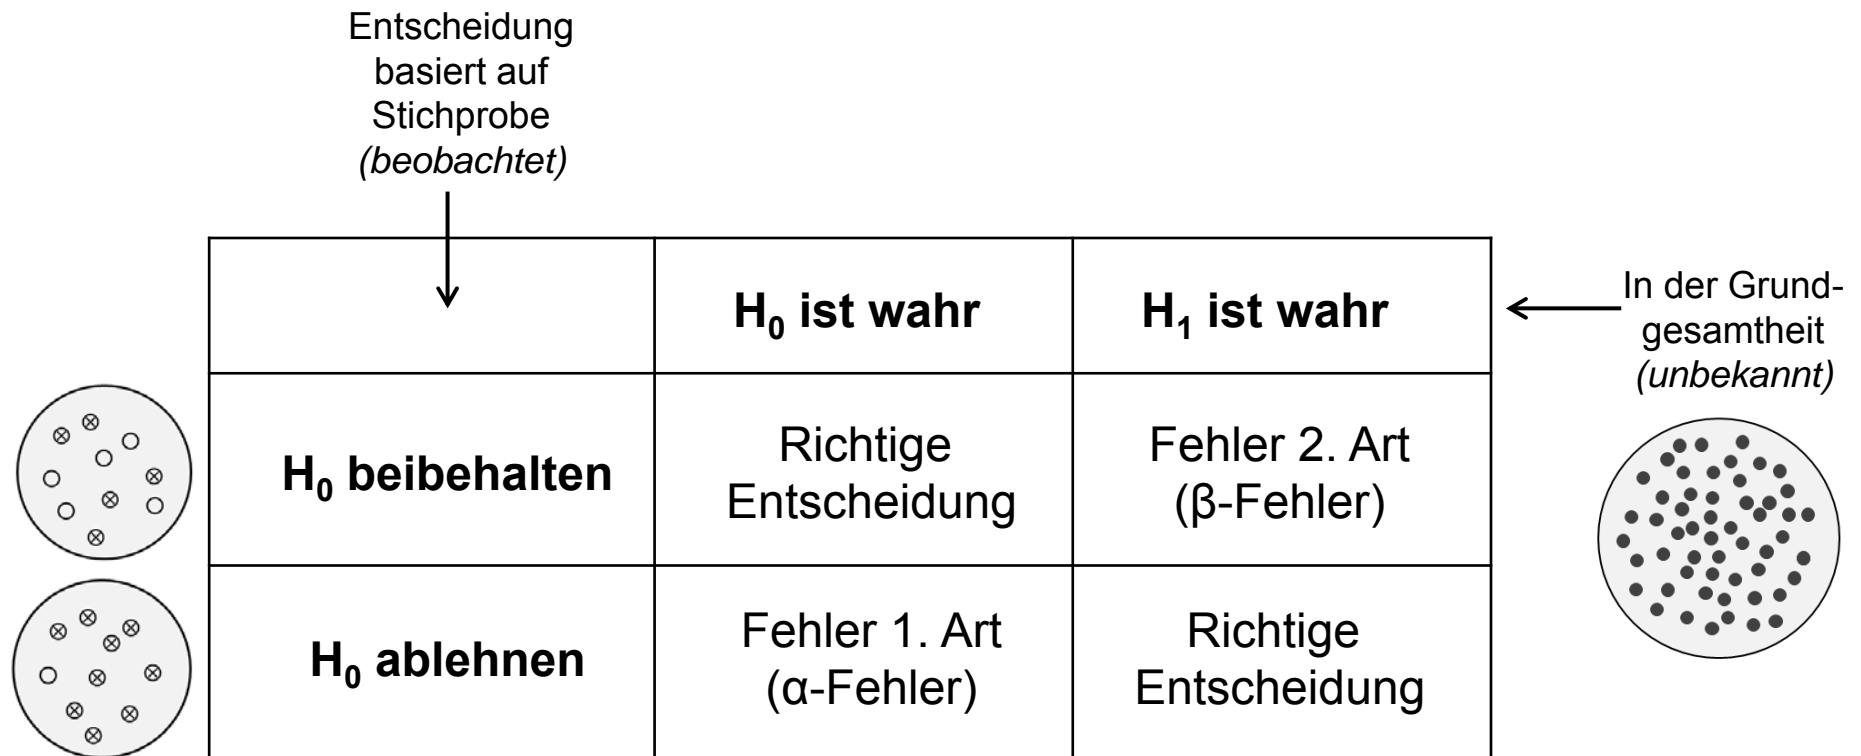 Entscheidung
basiert auf
Stichprobe
(beobachtet)
H₀ ist wahr
H₁ ist wahr
In der Grund-
gesamtheit
(unbekannt)
H₀ beibehalten
Richtige
Entscheidung
Fehler 2. Art
(β-Fehler)
H₀ ablehnen
Fehler 1. Art
(α-Fehler)
Richtige
Entscheidung